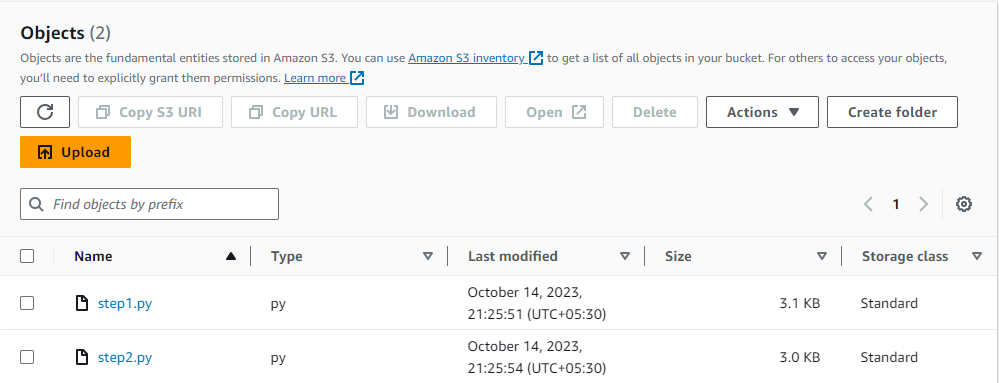 Objects (2)
Objects are the fundamental entities stored in Amazon S3. You can use Amazon S3 inventory to get a list of all objects in your bucket. For others to access your objects,
you'll need to explicitly grant them permissions. Learn more
Copy S3 URI Copy URL Download Open Delete Actions Create folder
Upload
Find objects by prefix 1
Name Type Last modified Size Storage class
step1.py py October 14, 2023, 21:25:51 (UTC+05:30) 3.1 KB Standard
step2.py py October 14, 2023, 21:25:54 (UTC+05:30) 3.0 KB Standard